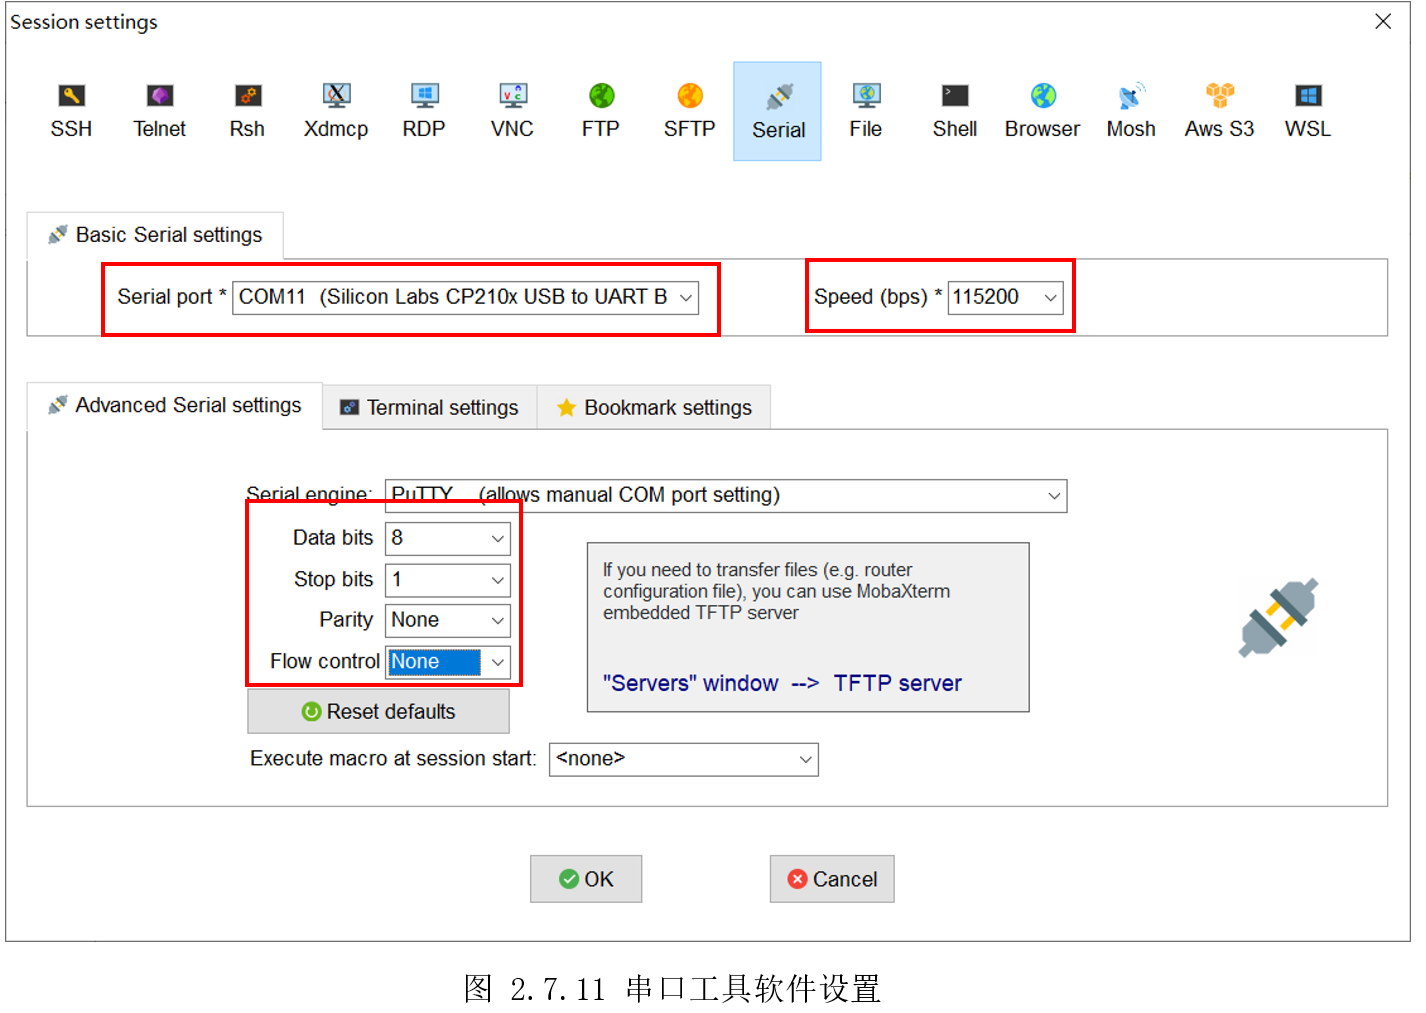 Session settings
SSH Telnet Rsh Xdmcp RDP VNC FTP SFTP Serial File Shell Browser Mosh Aws S3 WSL
Basic Serial settings
Serial port * COM11 (Silicon Labs CP210x USB to UART B Speed (bps) * 115200
Advanced Serial settings Terminal settings Bookmark settings
Serial engine: PuTTY (allows manual COM port setting)
Data bits 8
Stop bits 1
Parity None
Flow control None
Reset defaults
If you need to transfer files (e.g. router
configuration file), you can use MobaXterm
embedded TFTP server
"Servers" window --> TFTP server
Execute macro at session start: <none>
OK Cancel
图 2.7.11 串口工具软件设置